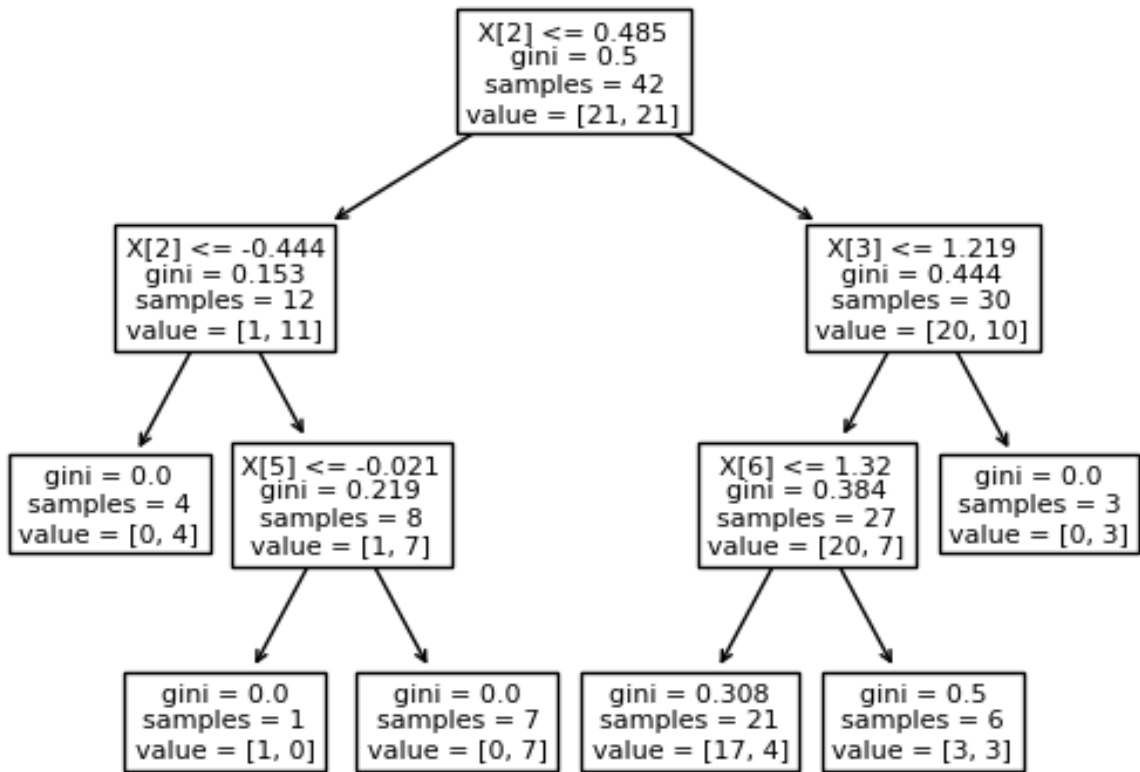 X[2] <= 0.485
gini = 0.5
samples = 42
value = [21, 21]
X[2] <= -0.444
gini = 0.153
samples = 12
value = [1, 11]
X[3] <= 1.219
gini = 0.444
samples = 30
value = [20, 10]
gini = 0.0
samples = 4
value = [0, 4]
X[5] <= -0.021
gini = 0.219
samples = 8
value = [1, 7]
X[6] <= 1.32
gini = 0.384
samples = 27
value = [20, 7]
gini = 0.0
samples = 3
value = [0, 3]
gini = 0.0
samples = 1
value = [1, 0]
gini = 0.0
samples = 7
value = [0, 7]
gini = 0.308
samples = 21
value = [17, 4]
gini = 0.5
samples = 6
value = [3, 3]